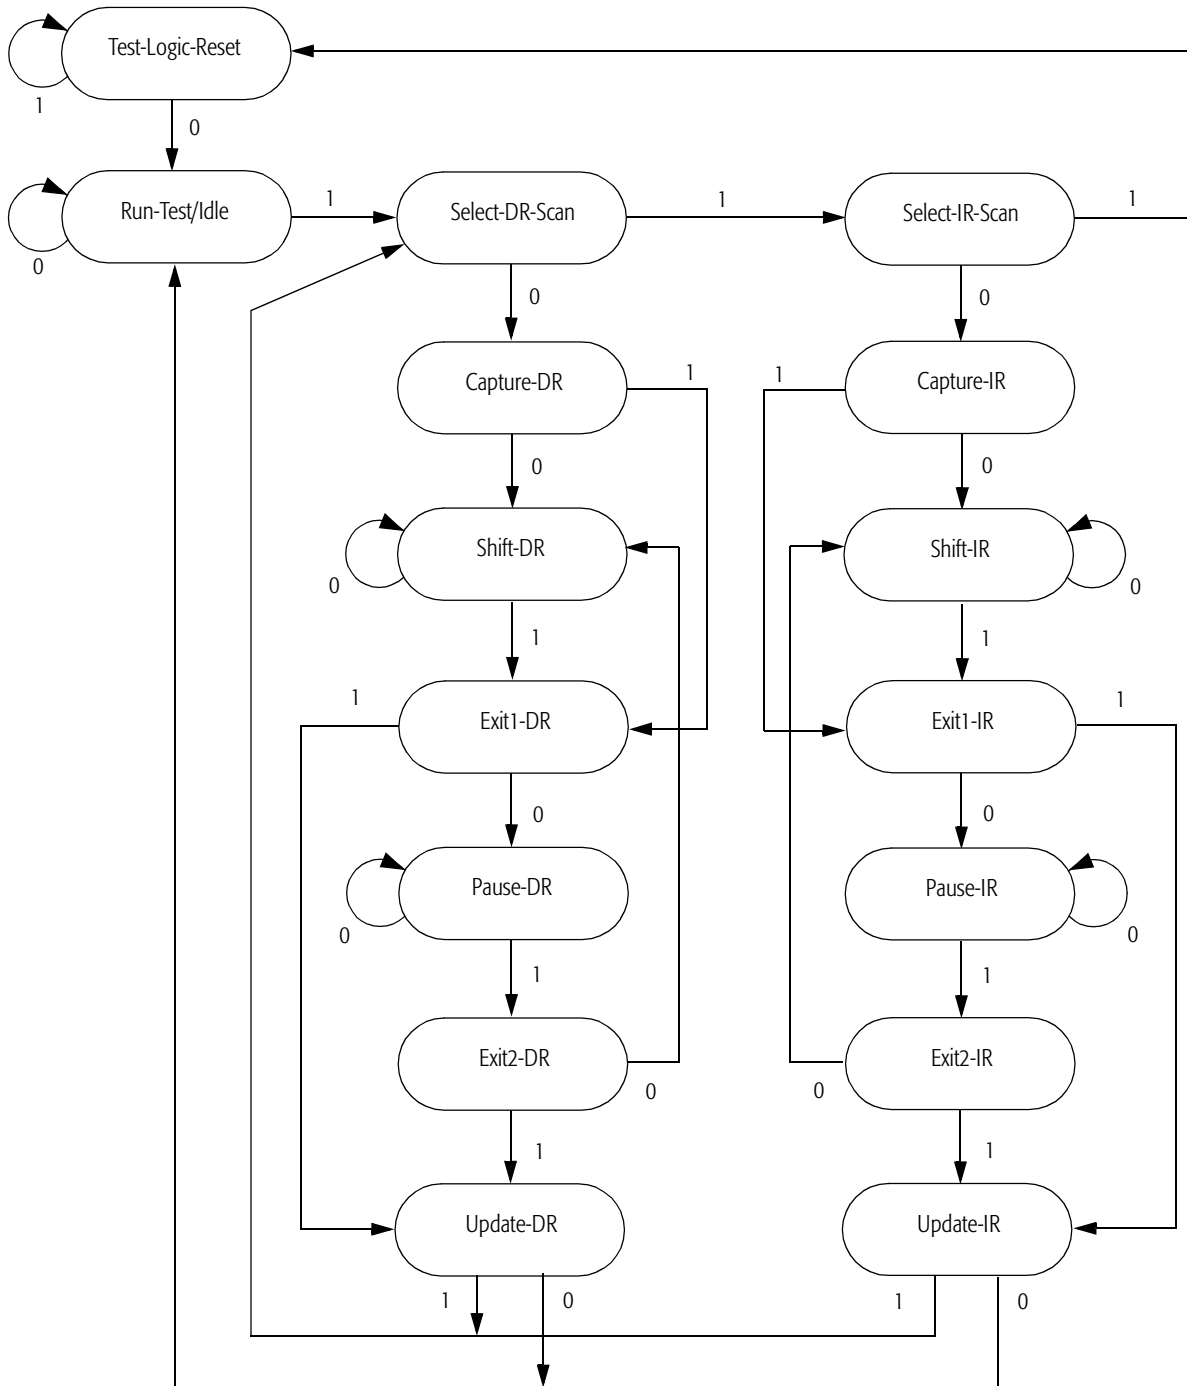 Test-Logic-Reset
1
0
Run-Test/Idle
0
1
Select-DR-Scan
1
Select-IR-Scan
1
0
0
Capture-DR
1
1
Capture-IR
0
0
Shift-DR
0
Shift-IR
0
1
1
1
Exit1-DR
Exit1-IR
1
0
0
Pause-DR
0
Pause-IR
0
1
1
Exit2-DR
0
0
Exit2-IR
1
1
Update-DR
Update-IR
1
0
1
0